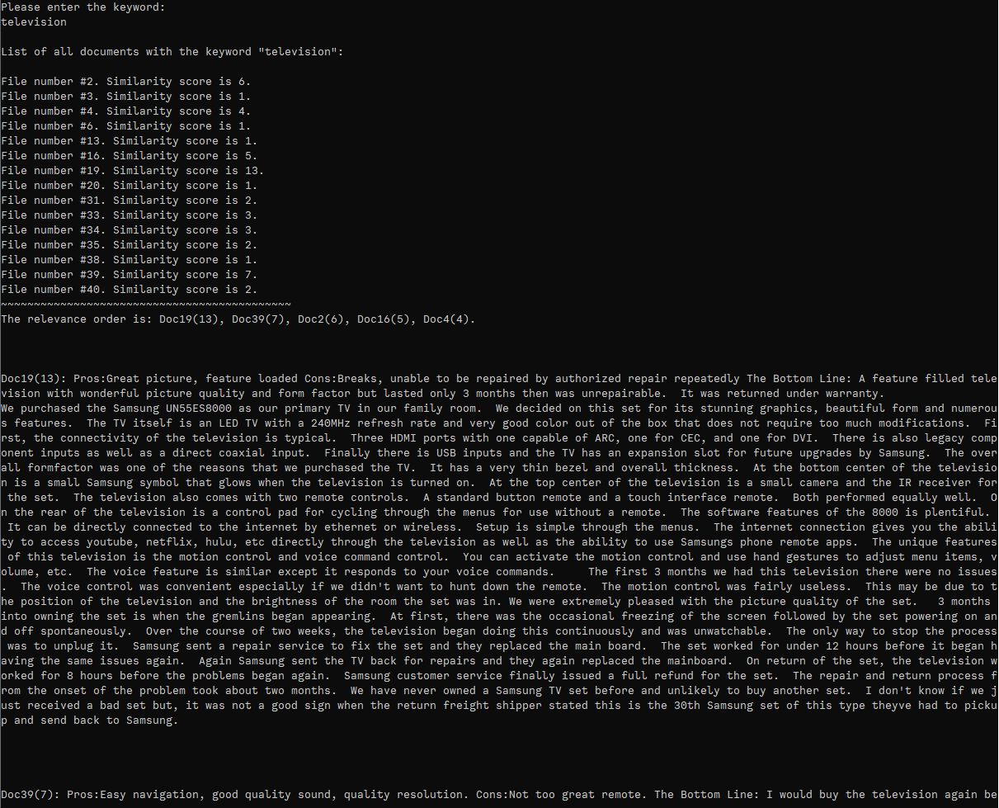 Please enter the keyword:
television
List of all documents with the keyword "television":
File number #2. Similarity score is 6.
File number #3. Similarity score is 1.
File number #4. Similarity score is 4.
File number #6. Similarity score is 1.
File number #13. Similarity score is 1.
File number #16. Similarity score is 5.
File number #19. Similarity score is 13.
File number #20. Similarity score is 1.
File number #31. Similarity score is 2.
File number #33. Similarity score is 3.
File number #34. Similarity score is 3.
File number #35. Similarity score is 2.
File number #38. Similarity score is 1.
File number #39. Similarity score is 7.
File number #40. Similarity score is 2.
~~~~~~~~~~~~~~~~~~~~~~~~~~~~~~~~~~~~~~~~~~~~
The relevance order is: Doc19(13), Doc39(7), Doc2(6), Doc16(5), Doc4(4).
Doc19(13): Pros:Great picture, feature loaded Cons:Breaks, unable to be repaired by authorized repair repeatedly The Bottom Line: A feature filled tele
vision with wonderful picture quality and form factor but lasted only 3 months then was unrepairable.  It was returned under warranty.
We purchased the Samsung UN55ES8000 as our primary TV in our family room.  We decided on this set for its stunning graphics, beautiful form and numerou
s features.  The TV itself is an LED TV with a 240MHz refresh rate and very good color out of the box that does not require too much modifications.  Fi
rst, the connectivity of the television is typical.  Three HDMI ports with one capable of ARC, one for CEC, and one for DVI.  There is also legacy comp
onent inputs as well as a direct coaxial input.  Finally there is USB inputs and the TV has an expansion slot for future upgrades by Samsung.  The over
all formfactor was one of the reasons that we purchased the TV.  It has a very thin bezel and overall thickness.  At the bottom center of the televisio
n is a small Samsung symbol that glows when the television is turned on.  At the top center of the television is a small camera and the IR receiver for
 the set.  The television also comes with two remote controls.  A standard button remote and a touch interface remote.  Both performed equally well.  O
n the rear of the television is a control pad for cycling through the menus for use without a remote.  The software features of the 8000 is plentiful.
 It can be directly connected to the internet by ethernet or wireless.  Setup is simple through the menus.  The internet connection gives you the abili
ty to access youtube, netflix, hulu, etc directly through the television as well as the ability to use Samsungs phone remote apps.  The unique features
 of this television is the motion control and voice command control.  You can activate the motion control and use hand gestures to adjust menu items, v
olume, etc.  The voice feature is similar except it responds to your voice commands.     The first 3 months we had this television there were no issues
.  The voice control was convenient especially if we didn't want to hunt down the remote.  The motion control was fairly useless.  This may be due to t
he position of the television and the brightness of the room the set was in. We were extremely pleased with the picture quality of the set.   3 months
into owning the set is when the gremlins began appearing.  At first, there was the occasional freezing of the screen followed by the set powering on an
d off spontaneously.  Over the course of two weeks, the television began doing this continuously and was unwatchable.  The only way to stop the process
 was to unplug it.  Samsung sent a repair service to fix the set and they replaced the main board.  The set worked for under 12 hours before it began h
aving the same issues again.  Again Samsung sent the TV back for repairs and they again replaced the mainboard.  On return of the set, the television w
orked for 8 hours before the problems began again.  Samsung customer service finally issued a full refund for the set.  The repair and return process f
rom the onset of the problem took about two months.  We have never owned a Samsung TV set before and unlikely to buy another set.  I don't know if we j
ust received a bad set but, it was not a good sign when the return freight shipper stated this is the 30th Samsung set of this type theyve had to picku
p and send back to Samsung.
Doc39(7): Pros:Easy navigation, good quality sound, quality resolution. Cons:Not too great remote. The Bottom Line: I would buy the television again be